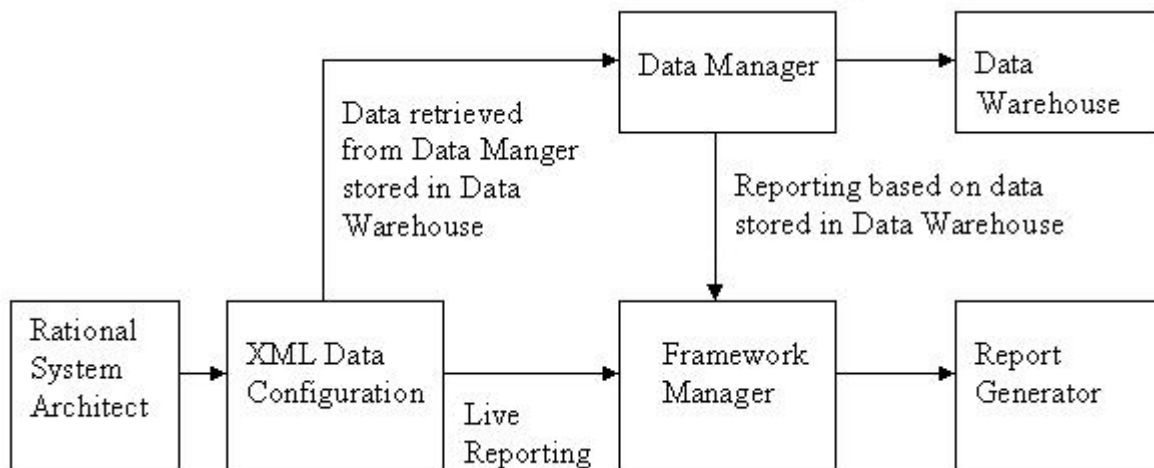 Data Manager
Data
Warehouse
Data retrieved
from Data Manger
stored in Data
Warehouse
Reporting based on data
stored in Data Warehouse
Rational
System
Architect
XML Data
Configuration
Live
Reporting
Framework
Manager
Report
Generator